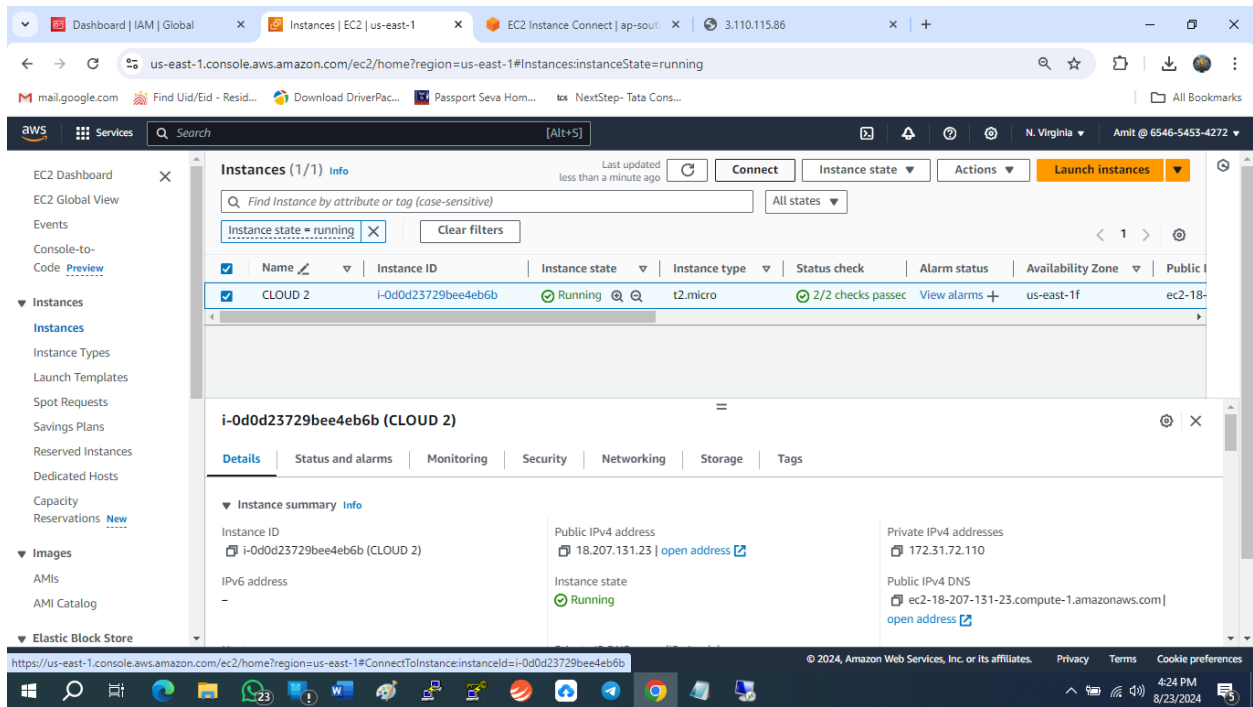 Dashboard | IAM | Global
Instances | EC2 | us-east-1
EC2 Instance Connect | ap-sout
3.110.115.86
us-east-1.console.aws.amazon.com/ec2/home?region=us-east-1#Instances:instanceState=running
mail.google.com
Find Uid/Eid - Resid...
Download DriverPac...
Passport Seva Hom...
tcs NextStep- Tata Cons...
All Bookmarks
aws
Services
Search
[Alt+S]
N. Virginia
Amit @ 6546-5453-4272
EC2 Dashboard
EC2 Global View
Events
Console-to-
Code Preview
Instances
Instances
Instance Types
Launch Templates
Spot Requests
Savings Plans
Reserved Instances
Dedicated Hosts
Capacity
Reservations New
Images
AMIs
AMI Catalog
Elastic Block Store
Instances (1/1) Info
Last updated
less than a minute ago
Connect
Instance state
Actions
Launch instances
Find Instance by attribute or tag (case-sensitive)
All states
Instance state = running
Clear filters
1
Name
Instance ID
Instance state
Instance type
Status check
Alarm status
Availability Zone
Public I
CLOUD 2
i-0d0d23729bee4eb6b
Running
t2.micro
2/2 checks passec
View alarms +
us-east-1f
ec2-18-
i-0d0d23729bee4eb6b (CLOUD 2)
Details
Status and alarms
Monitoring
Security
Networking
Storage
Tags
Instance summary Info
Instance ID
i-0d0d23729bee4eb6b (CLOUD 2)
Public IPv4 address
18.207.131.23 | open address
Private IPv4 addresses
172.31.72.110
IPv6 address
–
Instance state
Running
Public IPv4 DNS
ec2-18-207-131-23.compute-1.amazonaws.com |
open address
https://us-east-1.console.aws.amazon.com/ec2/home?region=us-east-1#ConnectToInstance:instanceId=i-0d0d23729bee4eb6b
© 2024, Amazon Web Services, Inc. or its affiliates.
Privacy
Terms
Cookie preferences
23
4:24 PM
8/23/2024
5